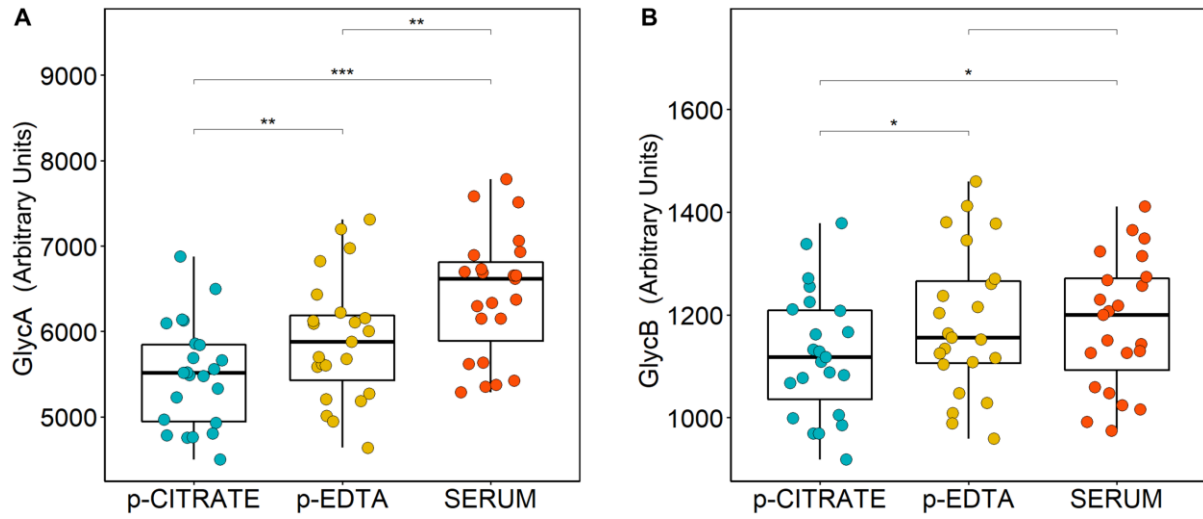 A
GlycA (Arbitrary Units)
9000
8000
7000
6000
5000
**
***
**
p-CITRATE
p-EDTA
SERUM
B
GlycB (Arbitrary Units)
1600
1400
1200
1000
*
*
p-CITRATE
p-EDTA
SERUM